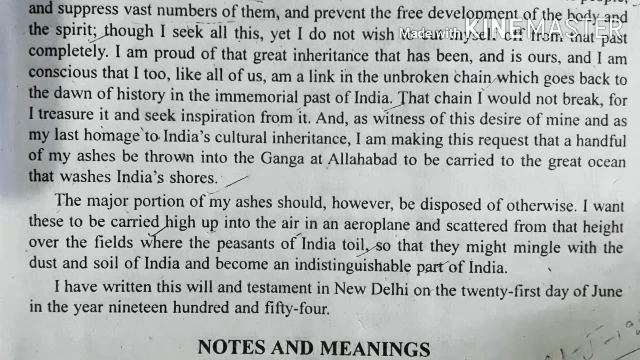 and suppress vast numbers of them, and prevent the free development of the body and
the spirit; though I seek all this, yet I do not wish to cut myself off from that past
Made with KINEMASTER
completely. I am proud of that great inheritance that has been, and is ours, and I am
conscious that I too, like all of us, am a link in the unbroken chain which goes back to
the dawn of history in the immemorial past of India. That chain I would not break, for
I treasure it and seek inspiration from it. And, as witness of this desire of mine and as
my last homage to India's cultural inheritance, I am making this request that a handful
of my ashes be thrown into the Ganga at Allahabad to be carried to the great ocean
that washes India's shores.
The major portion of my ashes should, however, be disposed of otherwise. I want
these to be carried high up into the air in an aeroplane and scattered from that height
over the fields where the peasants of India toil, so that they might mingle with the
dust and soil of India and become an indistinguishable part of India.
I have written this will and testament in New Delhi on the twenty-first day of June
in the year nineteen hundred and fifty-four.
NOTES AND MEANINGS